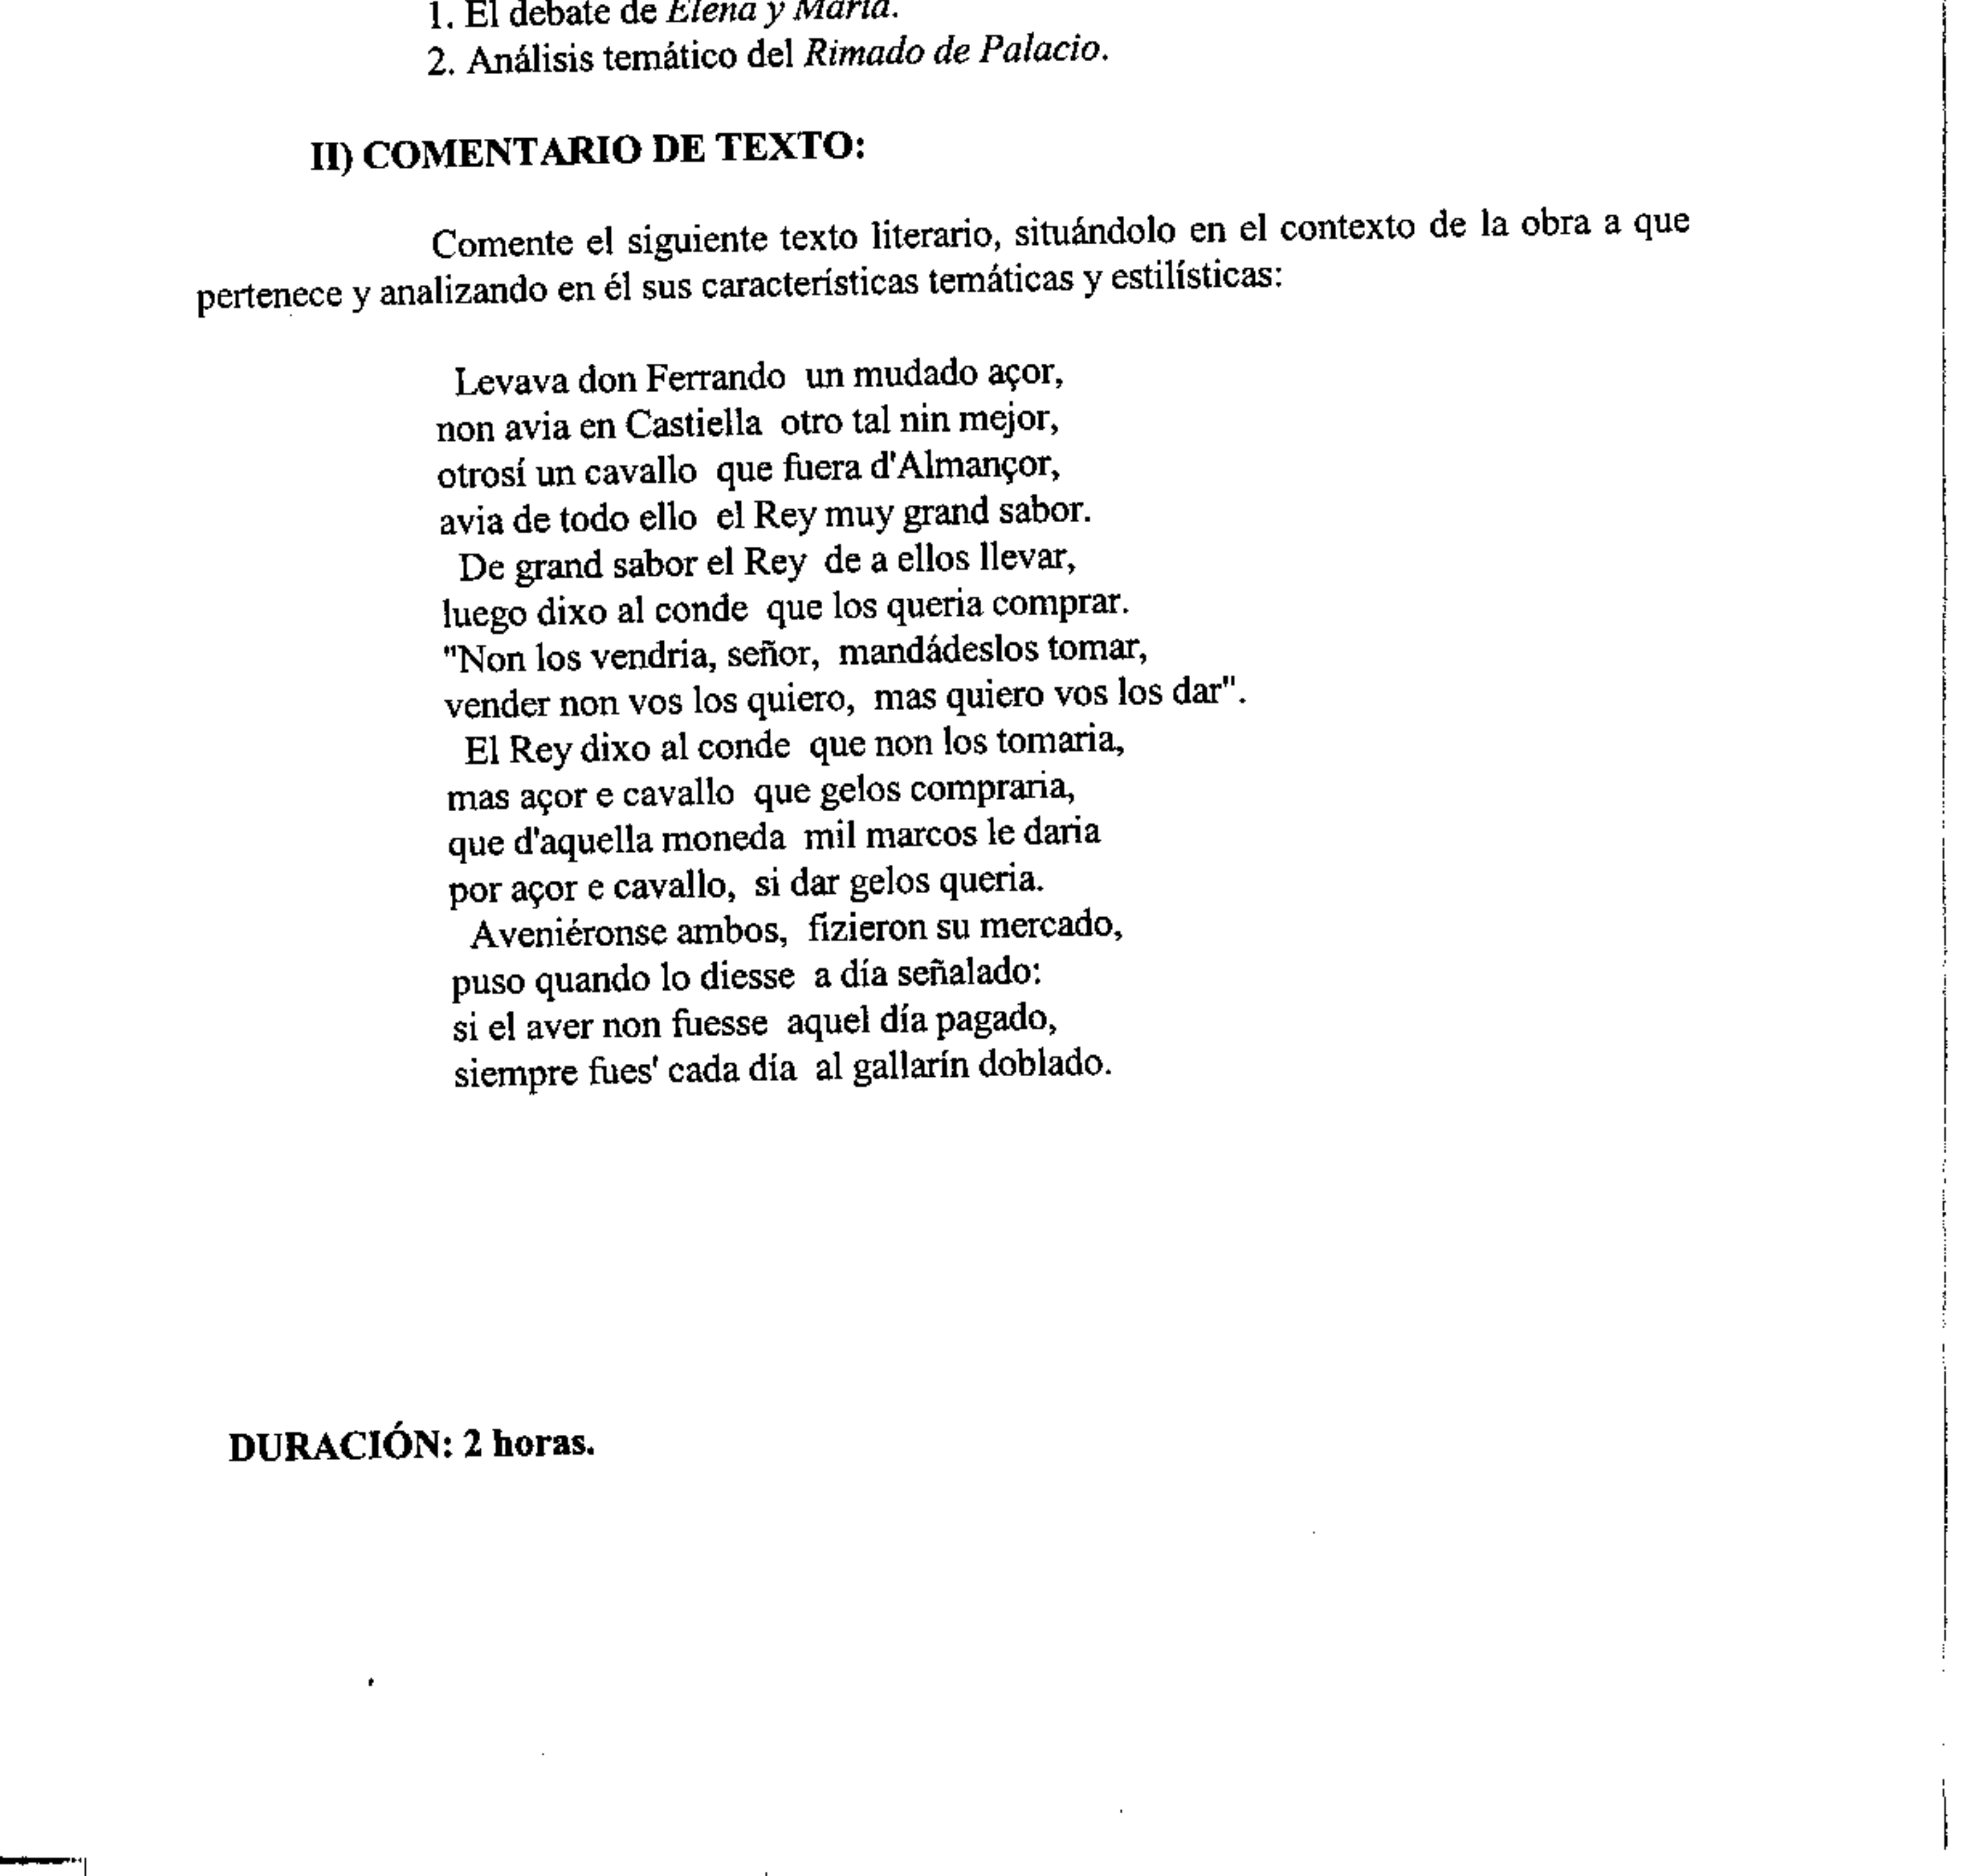 1. El debate de Elena y María.
2. Análisis temático del Rimado de Palacio.
II) COMENTARIO DE TEXTO:
Comente el siguiente texto literario, situándolo en el contexto de la obra a que
pertenece y analizando en él sus características temáticas y estilísticas:
Levava don Ferrando un mudado açor,
non avia en Castiella otro tal nin mejor,
otrosí un cavallo que fuera d'Almançor,
avia de todo ello el Rey muy grand sabor.
De grand sabor el Rey de a ellos llevar,
luego dixo al conde que los queria comprar.
"Non los vendria, señor, mandádeslos tomar,
vender non vos los quiero, mas quiero vos los dar".
El Rey dixo al conde que non los tomaria,
mas açor e cavallo que gelos compraria,
que d'aquella moneda mil marcos le daria
por açor e cavallo, si dar gelos queria.
Aveniéronse ambos, fizieron su mercado,
puso quando lo diesse a día señalado:
si el aver non fuesse aquel día pagado,
siempre fues' cada día al gallarín doblado.
DURACIÓN: 2 horas.